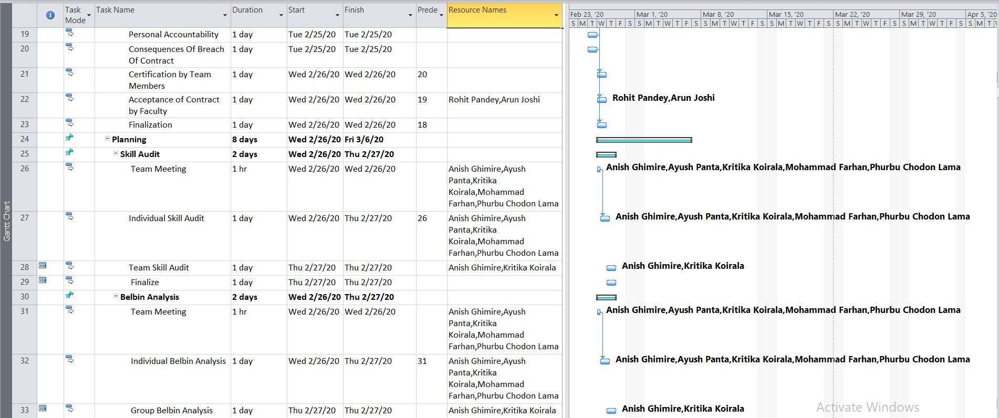 Task Mode Task Name Duration Start Finish Prede Resource Names
Feb 23, '20 Mar 1, '20 Mar 8, '20 Mar 15, '20 Mar 22, '20 Mar 29, '20 Apr 5, '20
S M T W T F S S M T W T F S S M T W T F S S M T W T F S S M T W T F S S M T W T F S S M T
19 Personal Accountability 1 day Tue 2/25/20 Tue 2/25/20
20 Consequences Of Breach 1 day Tue 2/25/20 Tue 2/25/20
Of Contract
21 Certification by Team 1 day Wed 2/26/20 Wed 2/26/20 20
Members
22 Acceptance of Contract 1 day Wed 2/26/20 Wed 2/26/20 19 Rohit Pandey,Arun Joshi Rohit Pandey,Arun Joshi
by Faculty
23 Finalization 1 day Wed 2/26/20 Wed 2/26/20 18
24 Planning 8 days Wed 2/26/20 Fri 3/6/20
25 Skill Audit 2 days Wed 2/26/20 Thu 2/27/20
26 Team Meeting 1 hr Wed 2/26/20 Wed 2/26/20 Anish Ghimire,Ayush Anish Ghimire,Ayush Panta,Kritika Koirala,Mohammad Farhan,Phurbu Chodon Lama
Panta,Kritika
Koirala,Mohammad
Farhan,Phurbu Chodon Lama
27 Individual Skill Audit 1 day Wed 2/26/20 Thu 2/27/20 26 Anish Ghimire,Ayush Anish Ghimire,Ayush Panta,Kritika Koirala,Mohammad Farhan,Phurbu Chodon Lama
Panta,Kritika
Koirala,Mohammad
Farhan,Phurbu Chodon Lama
28 Team Skill Audit 1 day Thu 2/27/20 Thu 2/27/20 Anish Ghimire,Kritika Koirala Anish Ghimire,Kritika Koirala
29 Finalize 1 day Thu 2/27/20 Thu 2/27/20
30 Belbin Analysis 2 days Wed 2/26/20 Thu 2/27/20
31 Team Meeting 1 hr Wed 2/26/20 Wed 2/26/20 Anish Ghimire,Ayush Anish Ghimire,Ayush Panta,Kritika Koirala,Mohammad Farhan,Phurbu Chodon Lama
Panta,Kritika
Koirala,Mohammad
Farhan,Phurbu Chodon Lama
32 Individual Belbin Analysis 1 day Wed 2/26/20 Thu 2/27/20 31 Anish Ghimire,Ayush Anish Ghimire,Ayush Panta,Kritika Koirala,Mohammad Farhan,Phurbu Chodon Lama
Panta,Kritika
Koirala,Mohammad
Farhan,Phurbu Chodon Lama
33 Group Belbin Analysis 1 day Thu 2/27/20 Thu 2/27/20 Anish Ghimire,Kritika Koirala Anish Ghimire,Kritika Koirala
Gantt Chart
Activate Windows